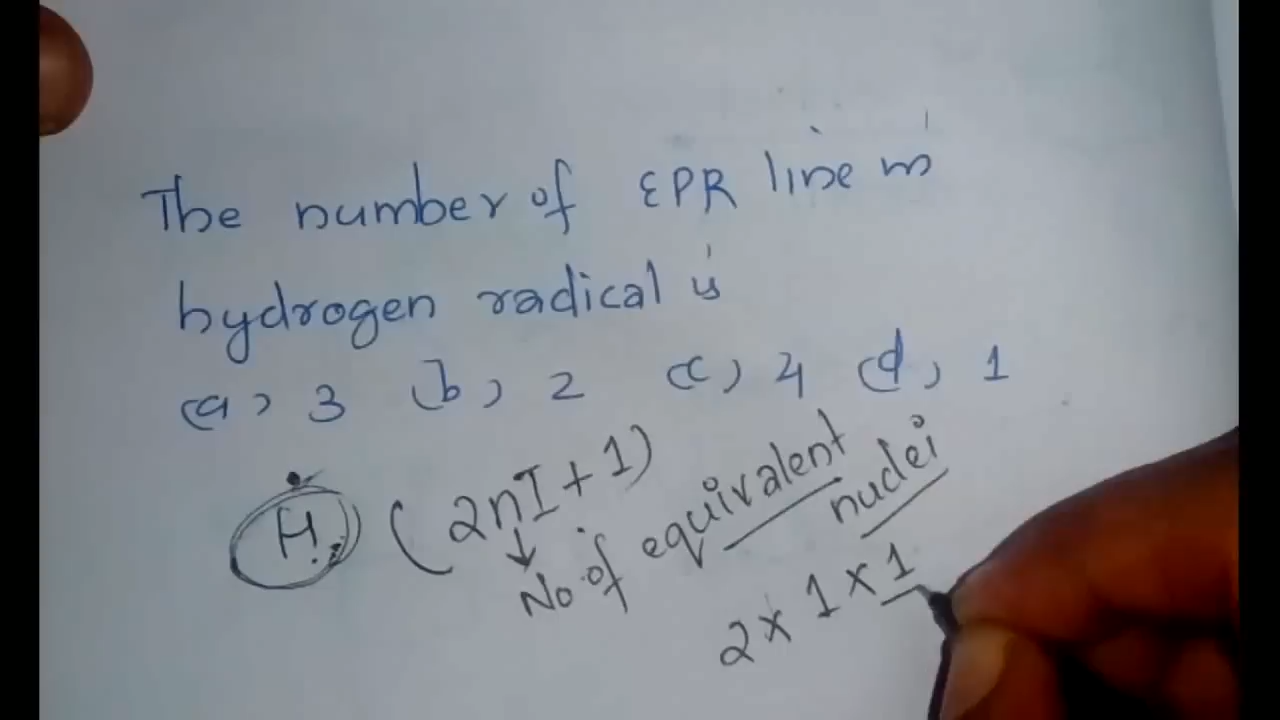 The number of EPR line in
hydrogen radical is
(a) 3 (b) 2 (c) 4 (d) 1
H (2nI + 1)
No of equivalent nuclei
2 × 1 × 1